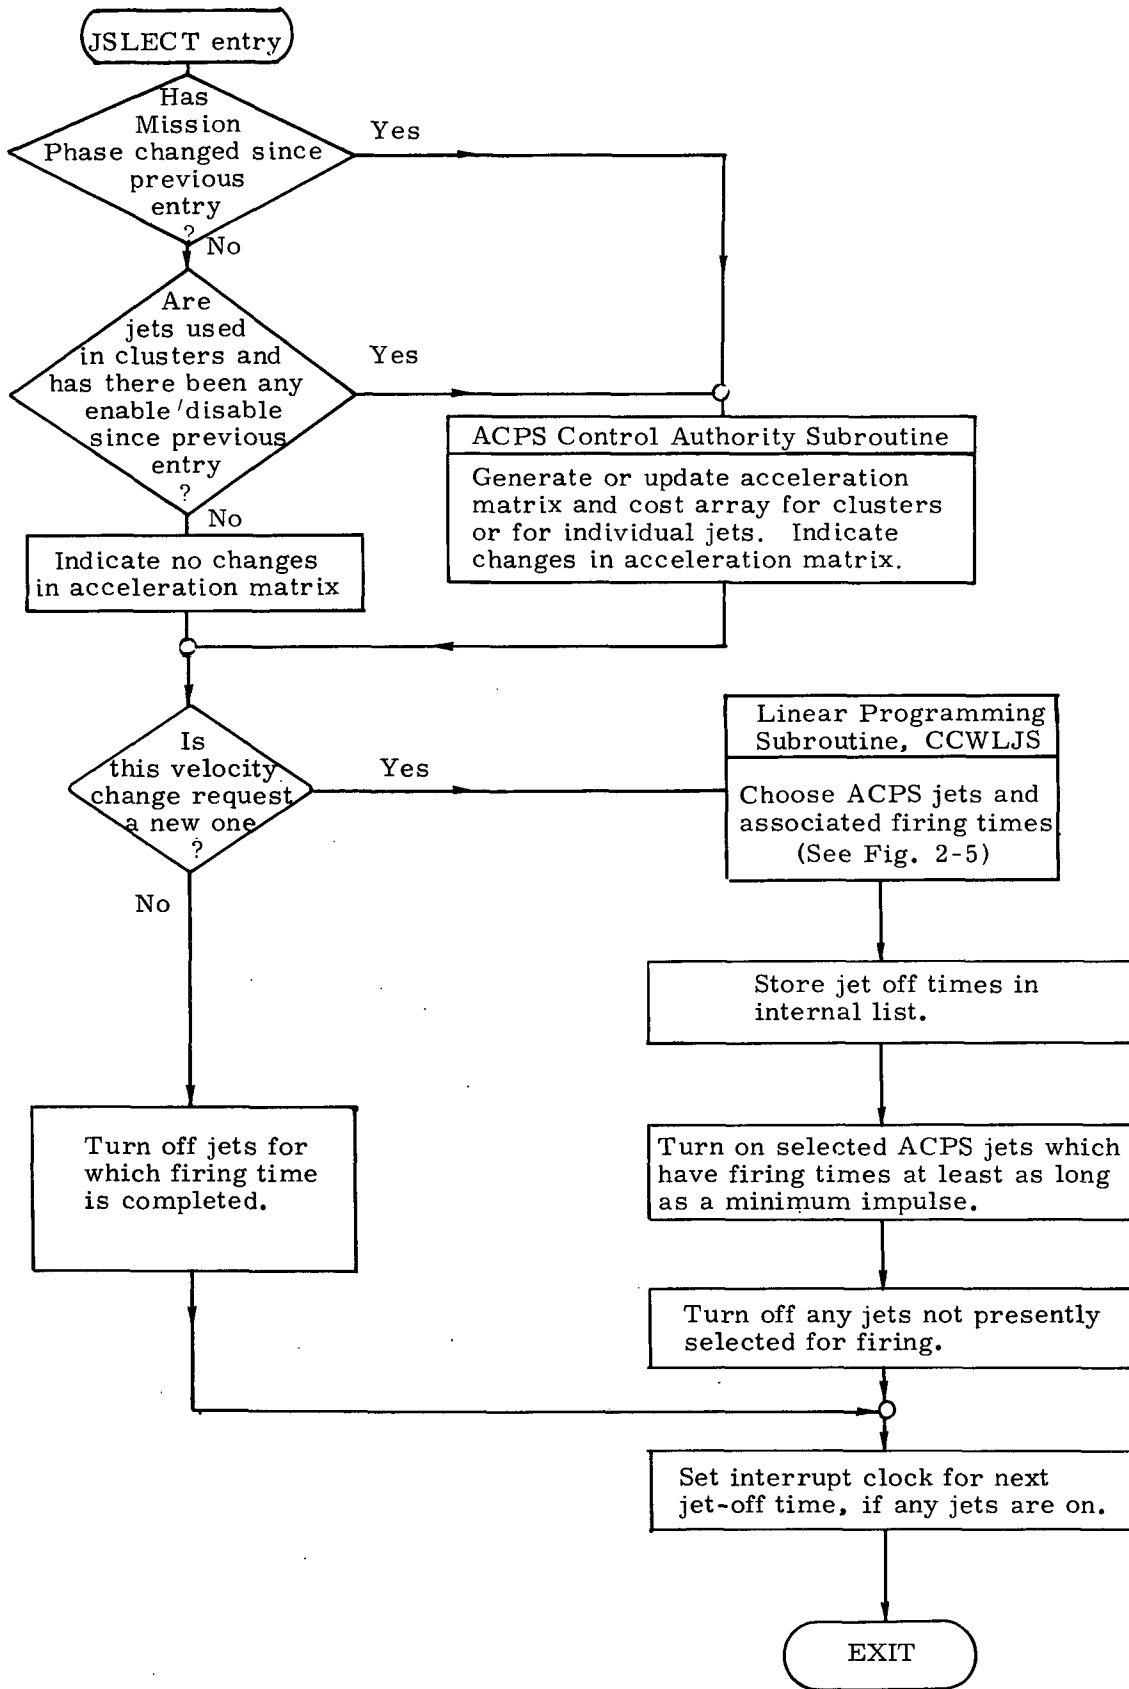 JSLECT entry
Has
Mission
Phase changed since
previous
entry
?
Yes
No
Are
jets used
in clusters and
has there been any
enable/disable
since previous
entry
?
Yes
No
ACPS Control Authority Subroutine
Generate or update acceleration
matrix and cost array for clusters
or for individual jets. Indicate
changes in acceleration matrix.
Indicate no changes
in acceleration matrix
Is
this velocity
change request
a new one
?
Yes
No
Linear Programming
Subroutine, CCWLJS
Choose ACPS jets and
associated firing times
(See Fig. 2-5)
Store jet off times in
internal list.
Turn on selected ACPS jets which
have firing times at least as long
as a minimum impulse.
Turn off jets for
which firing time
is completed.
Turn off any jets not presently
selected for firing.
Set interrupt clock for next
jet-off time, if any jets are on.
EXIT